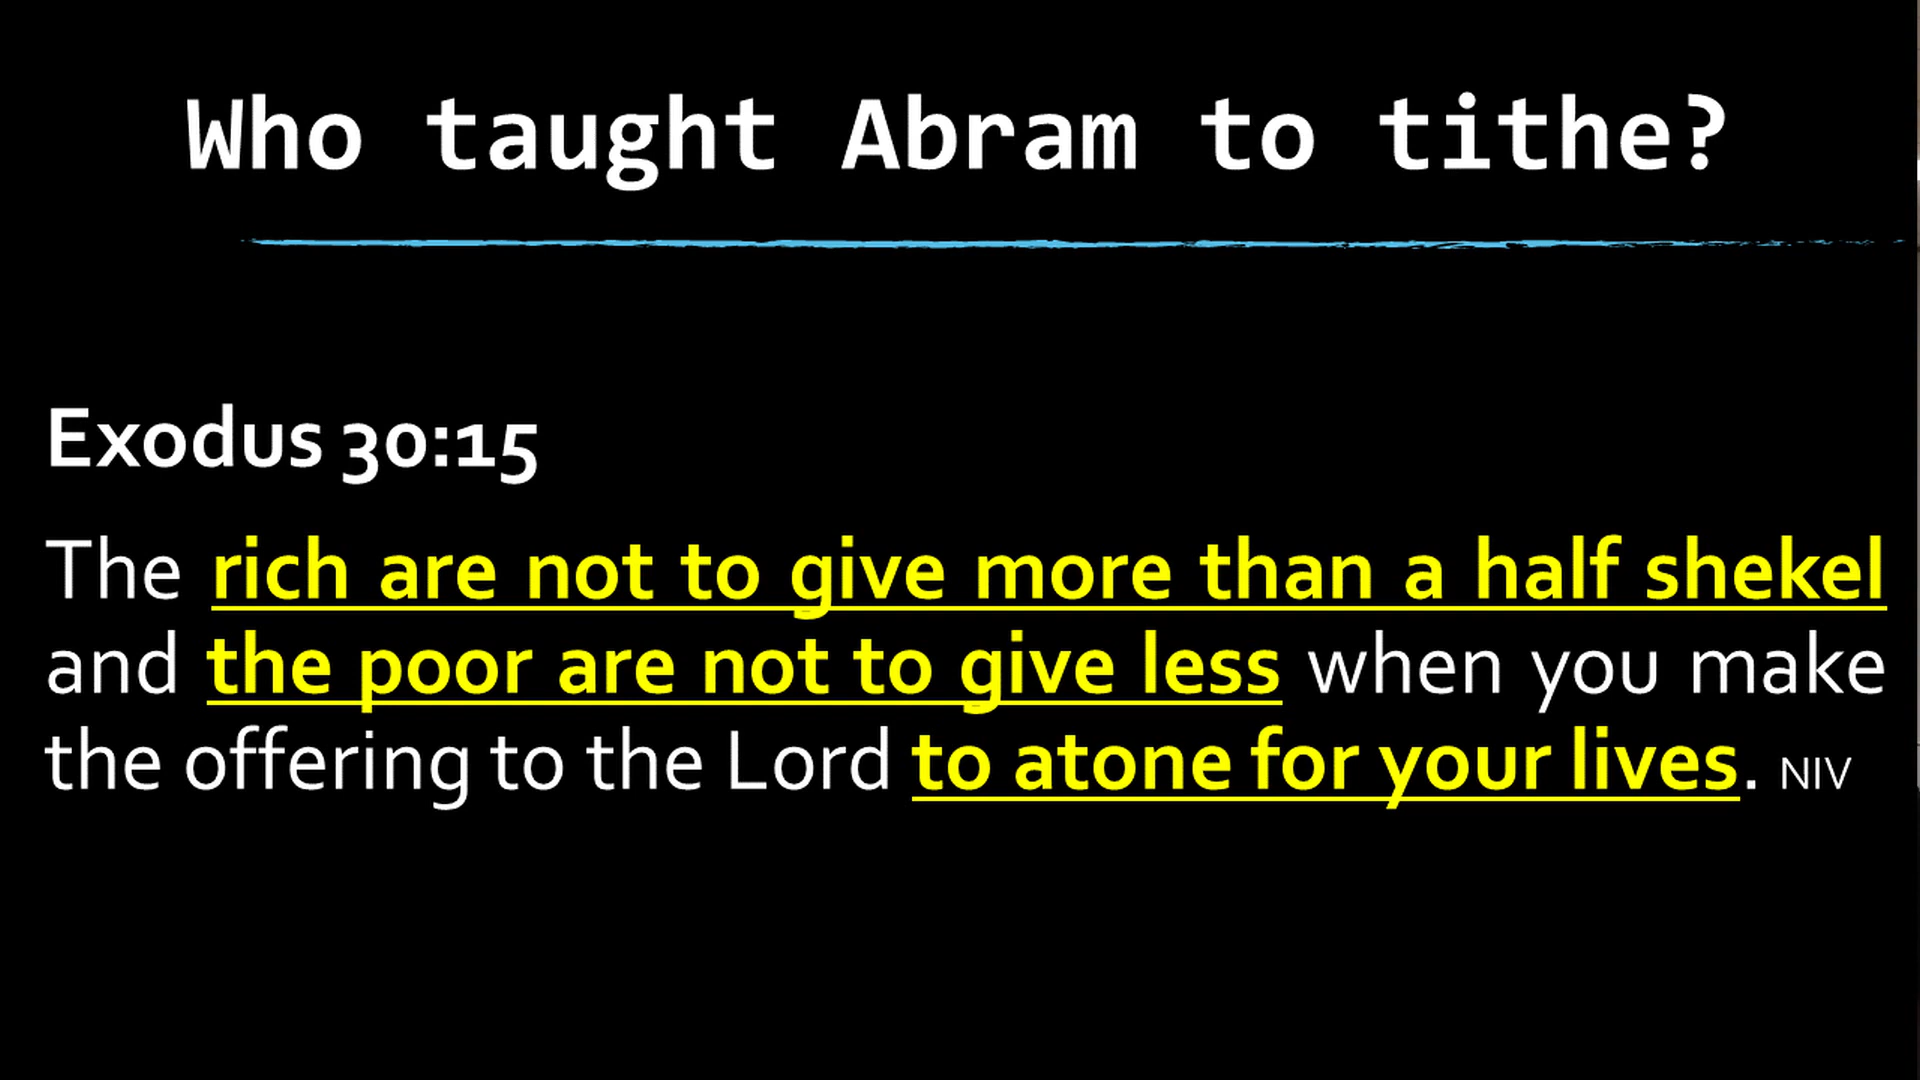 Who taught Abram to tithe?
Exodus 30:15
The rich are not to give more than a half shekel
and the poor are not to give less when you make
the offering to the Lord to atone for your lives. NIV